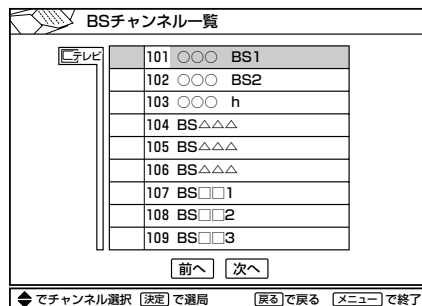 BSチャンネル一覧
テレビ
101 ○○○ BS1
102 ○○○ BS2
103 ○○○ h
104 BS△△△
105 BS△△△
106 BS△△△
107 BS□□1
108 BS□□2
109 BS□□3
前へ 次へ
◆でチャンネル選択 決定で選局 戻るで戻る メニューで終了